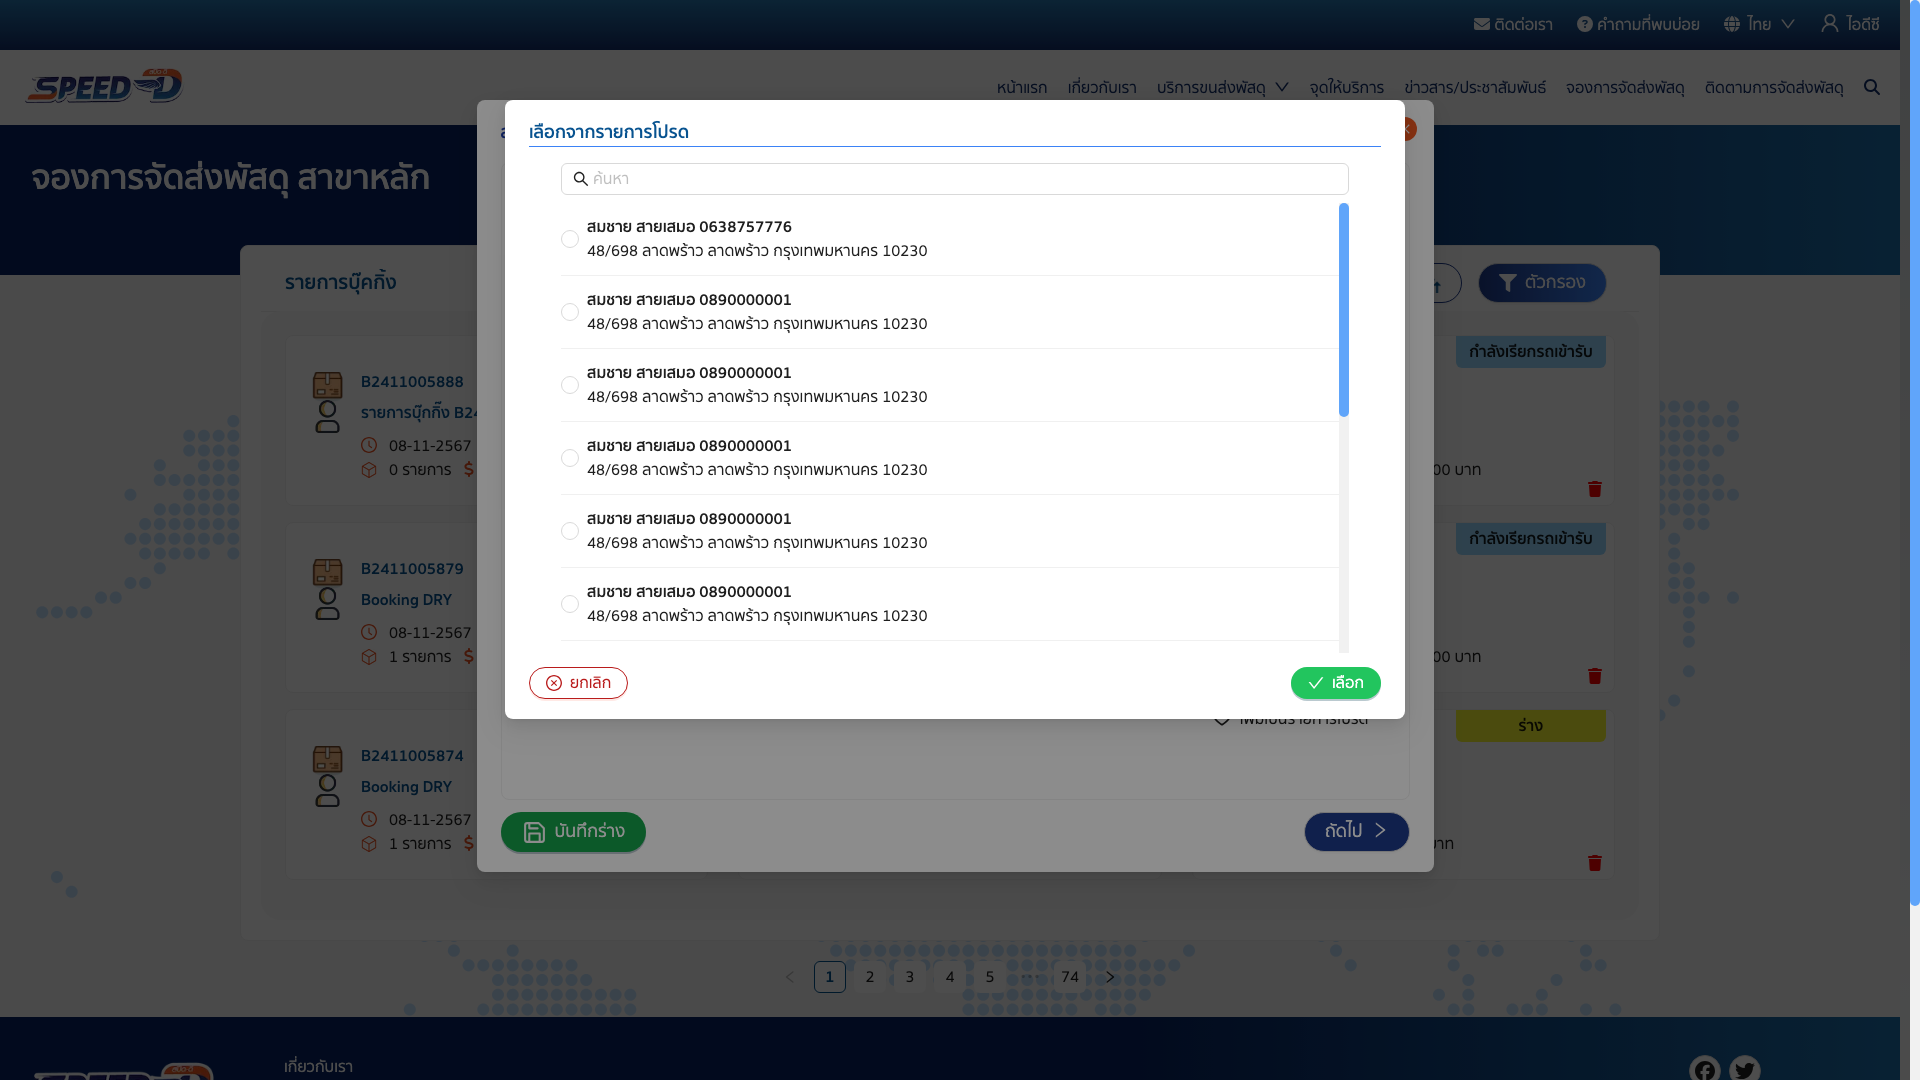 ติดต่อเรา
คำถามที่พบบ่อย
ไทย
ไอดีซี
SPEED D
หน้าแรก
เกี่ยวกับเรา
บริการขนส่งพัสดุ
จุดให้บริการ
ข่าวสาร/ประชาสัมพันธ์
จองการจัดส่งพัสดุ
ติดตามการจัดส่งพัสดุ
จองการจัดส่งพัสดุ สาขาหลัก
เลือกจากรายการโปรด
ค้นหา
สมชาย สายเสมอ 0638757776
48/698 ลาดพร้าว ลาดพร้าว กรุงเทพมหานคร 10230
สมชาย สายเสมอ 0890000001
48/698 ลาดพร้าว ลาดพร้าว กรุงเทพมหานคร 10230
สมชาย สายเสมอ 0890000001
48/698 ลาดพร้าว ลาดพร้าว กรุงเทพมหานคร 10230
สมชาย สายเสมอ 0890000001
48/698 ลาดพร้าว ลาดพร้าว กรุงเทพมหานคร 10230
สมชาย สายเสมอ 0890000001
48/698 ลาดพร้าว ลาดพร้าว กรุงเทพมหานคร 10230
สมชาย สายเสมอ 0890000001
48/698 ลาดพร้าว ลาดพร้าว กรุงเทพมหานคร 10230
ยกเลิก
เลือก
เพิ่มเป็นรายการโปรด
บันทึกร่าง
ถัดไป
รายการบุ๊คกิ้ง
ตัวกรอง
B2411005888
กำลังเรียกรถเข้ารับ
รายการบุ๊กกิ๊ง B24
08-11-2567
0 รายการ
00 บาท
B2411005879
กำลังเรียกรถเข้ารับ
Booking DRY
08-11-2567
1 รายการ
00 บาท
B2411005874
ร่าง
Booking DRY
08-11-2567
1 รายการ
บาท
1 2 3 4 5 ••• 74
เกี่ยวกับเรา